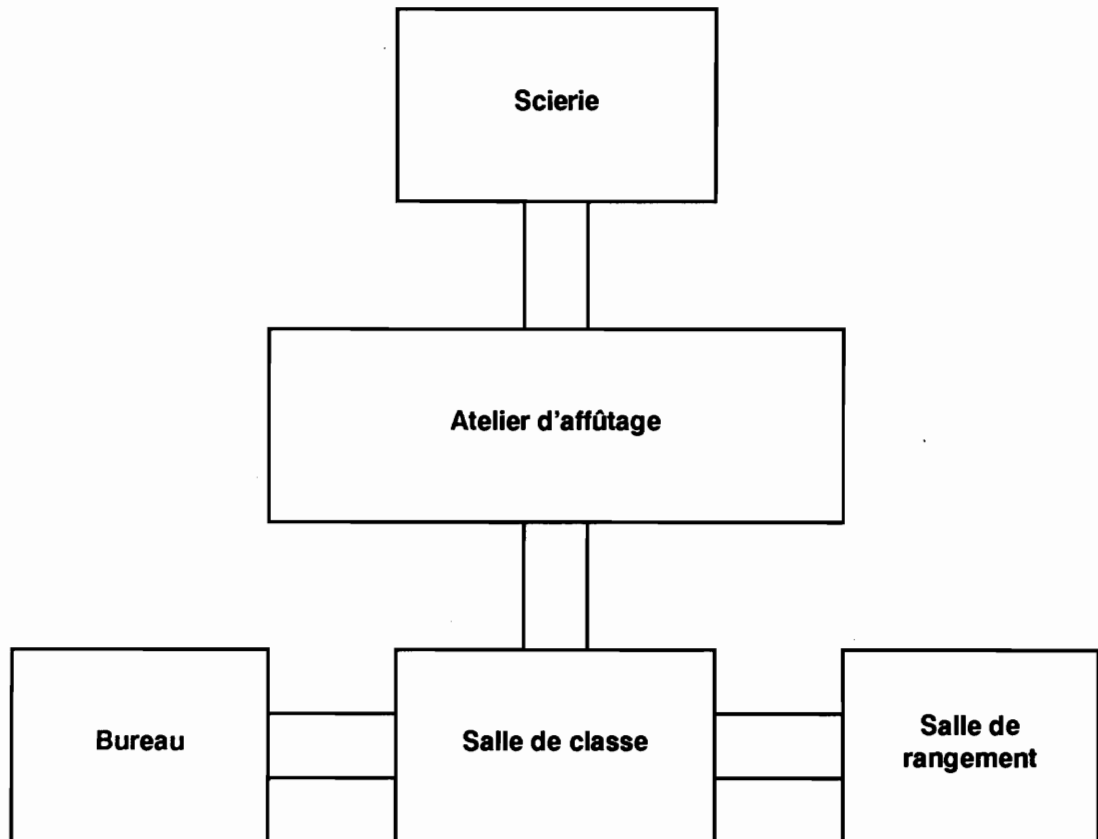 Scierie
Atelier d'affûtage
Bureau
Salle de classe
Salle de
rangement